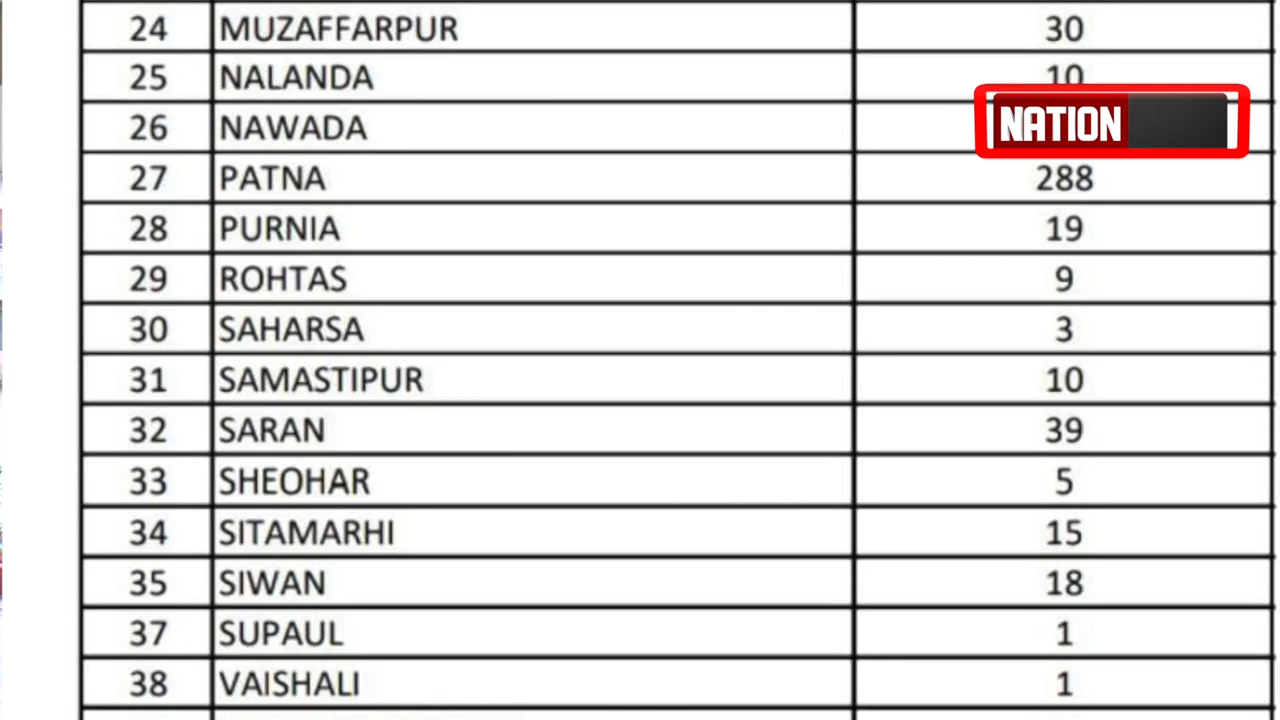 24 MUZAFFARPUR 30
25 NALANDA 10
26 NAWADA
NATION
27 PATNA 288
28 PURNIA 19
29 ROHTAS 9
30 SAHARSA 3
31 SAMASTIPUR 10
32 SARAN 39
33 SHEOHAR 5
34 SITAMARHI 15
35 SIWAN 18
37 SUPAUL 1
38 VAISHALI 1